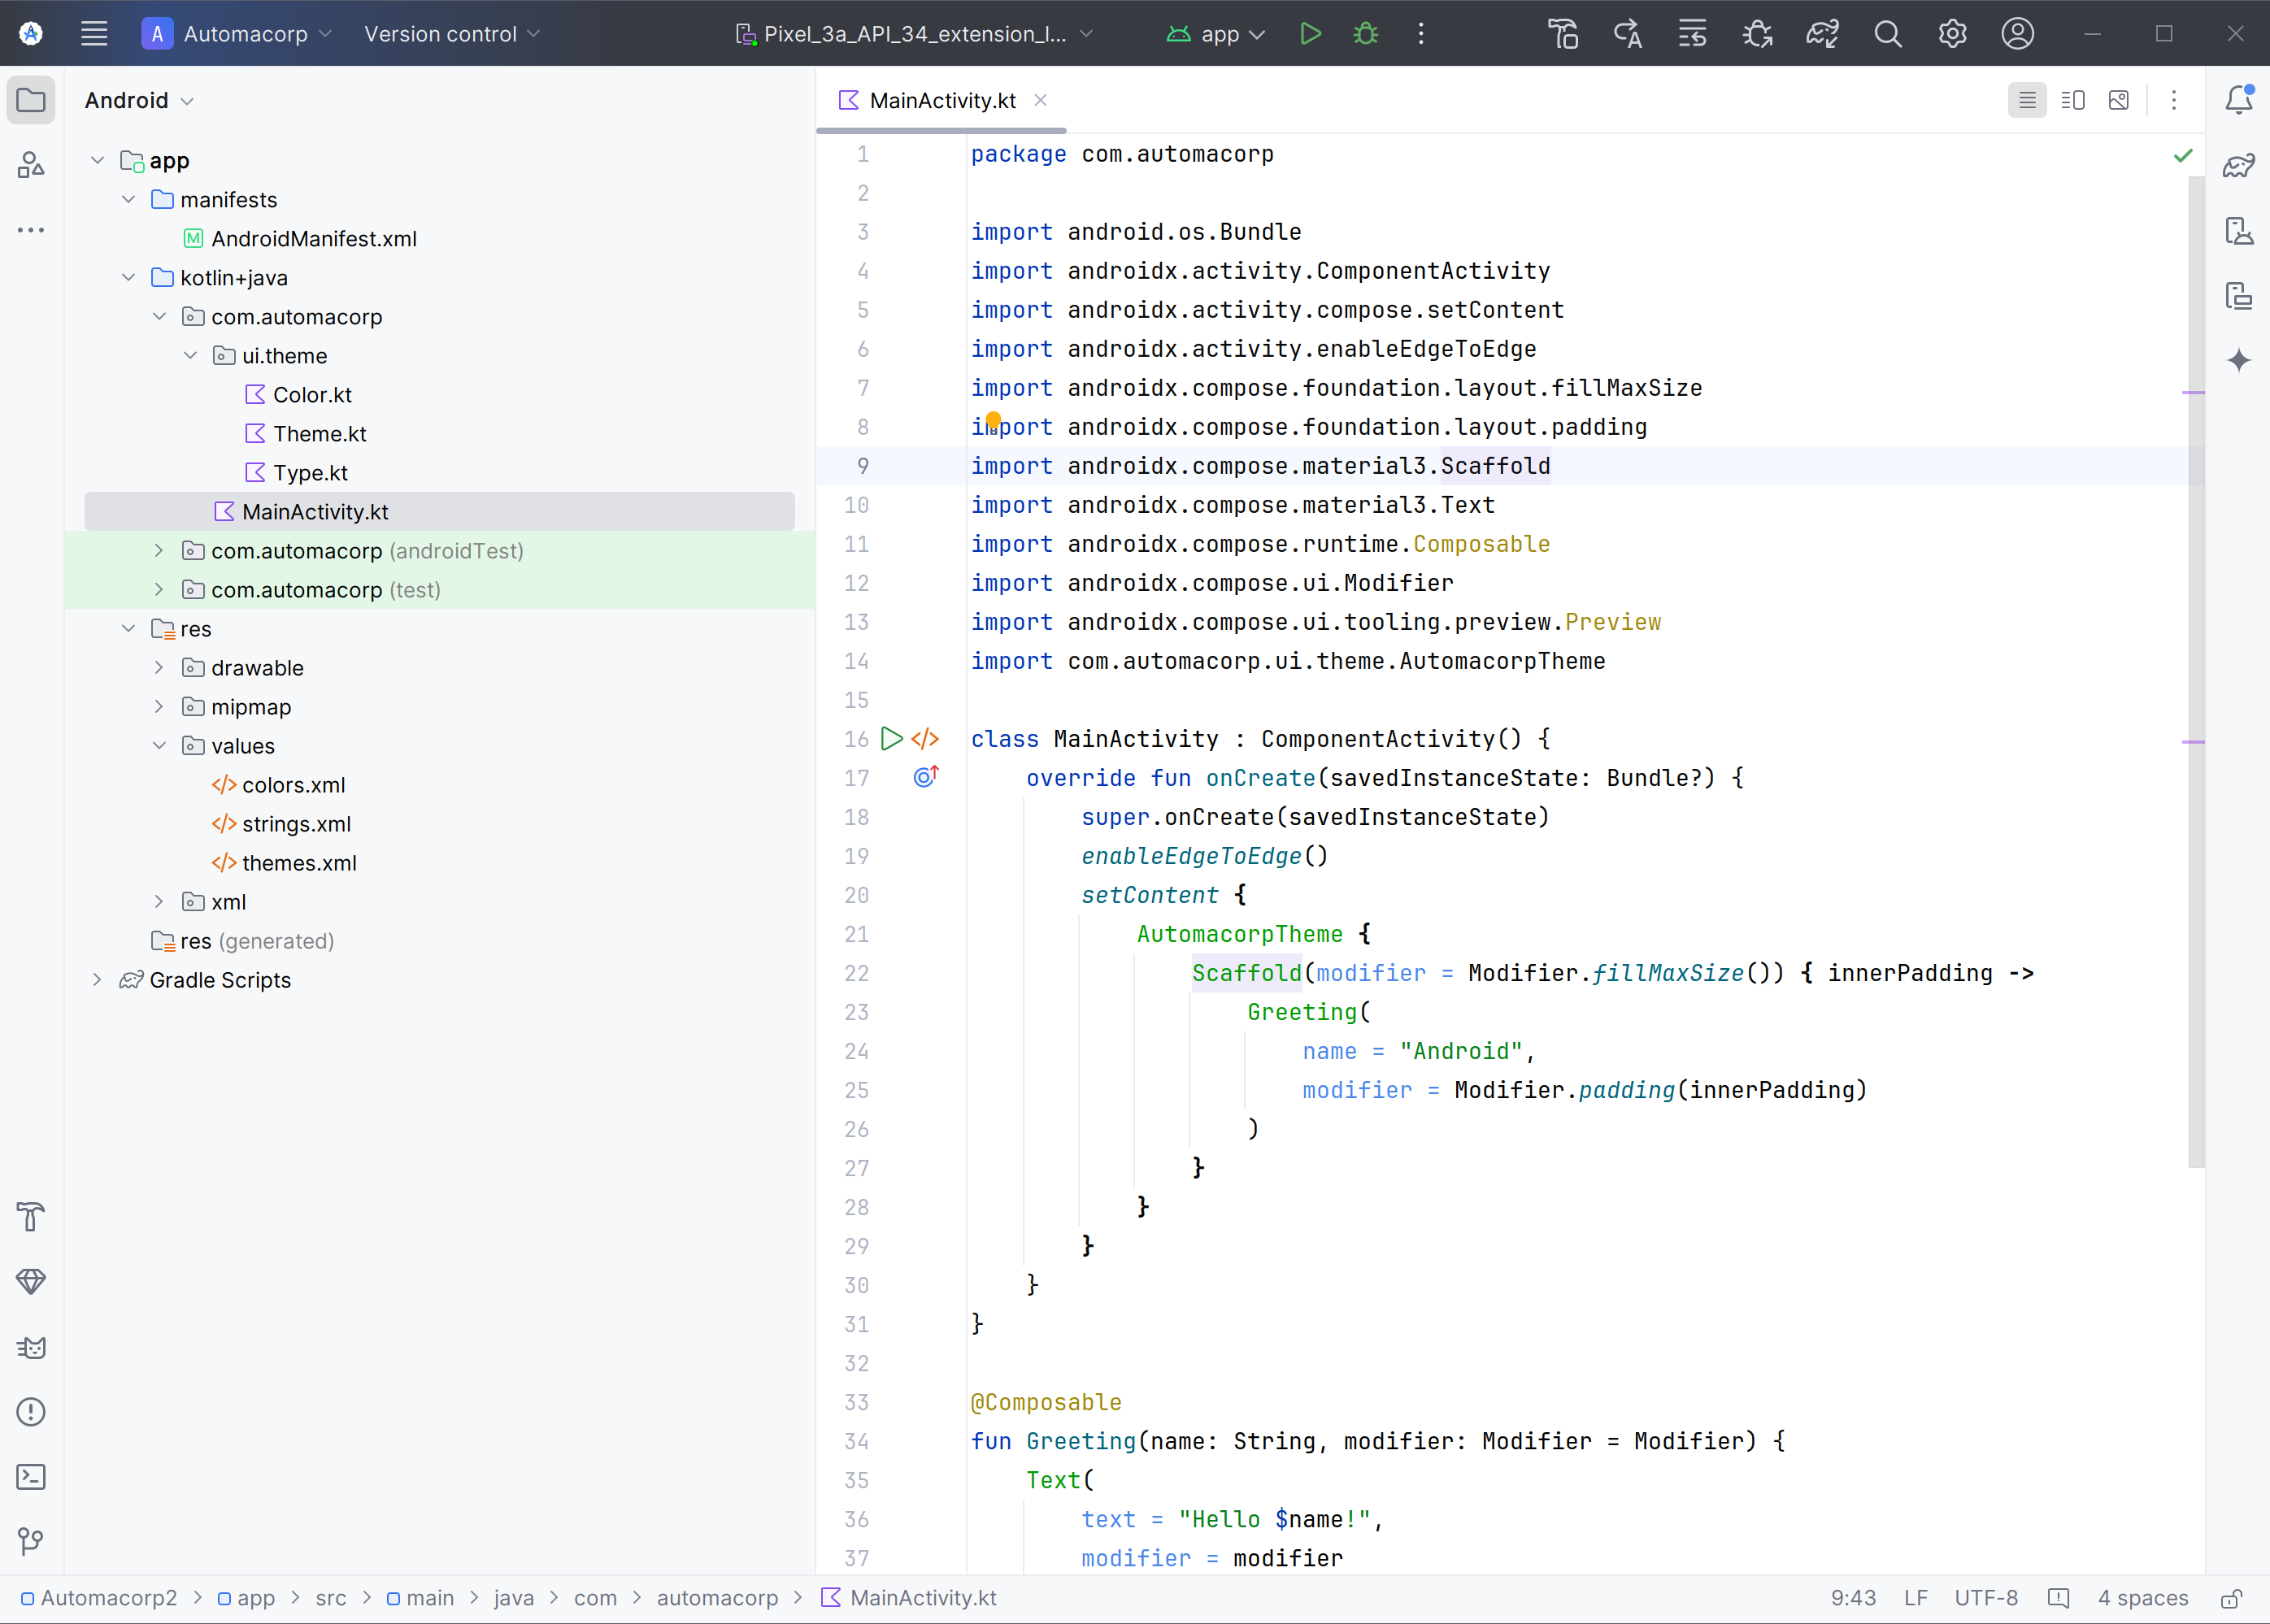 A Automacorp Version control Pixel_3a_API_34_extension_l... app
Android
app
manifests
AndroidManifest.xml
kotlin+java
com.automacorp
ui.theme
Color.kt
Theme.kt
Type.kt
MainActivity.kt
com.automacorp (androidTest)
com.automacorp (test)
res
drawable
mipmap
values
colors.xml
strings.xml
themes.xml
xml
res (generated)
Gradle Scripts
MainActivity.kt
1 package com.automacorp
2
3 import android.os.Bundle
4 import androidx.activity.ComponentActivity
5 import androidx.activity.compose.setContent
6 import androidx.activity.enableEdgeToEdge
7 import androidx.compose.foundation.layout.fillMaxSize
8 import androidx.compose.foundation.layout.padding
9 import androidx.compose.material3.Scaffold
10 import androidx.compose.material3.Text
11 import androidx.compose.runtime.Composable
12 import androidx.compose.ui.Modifier
13 import androidx.compose.ui.tooling.preview.Preview
14 import com.automacorp.ui.theme.AutomacorpTheme
15
16 class MainActivity : ComponentActivity() {
17 override fun onCreate(savedInstanceState: Bundle?) {
18 super.onCreate(savedInstanceState)
19 enableEdgeToEdge()
20 setContent {
21 AutomacorpTheme {
22 Scaffold(modifier = Modifier.fillMaxSize()) { innerPadding ->
23 Greeting(
24 name = "Android",
25 modifier = Modifier.padding(innerPadding)
26 )
27 }
28 }
29 }
30 }
31 }
32
33 @Composable
34 fun Greeting(name: String, modifier: Modifier = Modifier) {
35 Text(
36 text = "Hello $name!",
37 modifier = modifier
Automacorp2 > app > src > main > java > com > automacorp > MainActivity.kt 9:43 LF UTF-8 4 spaces